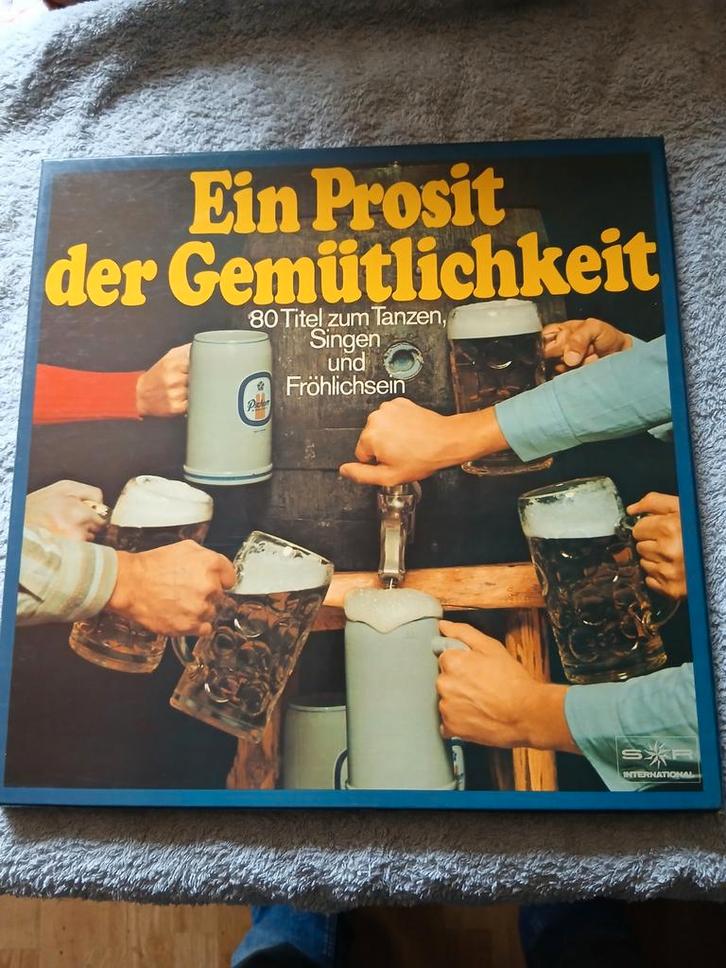 Ein Prosit
der Gemütlichkeit
80 Titel zum Tanzen,
Singen
und
Fröhlichsein
S R
INTERNATIONAL